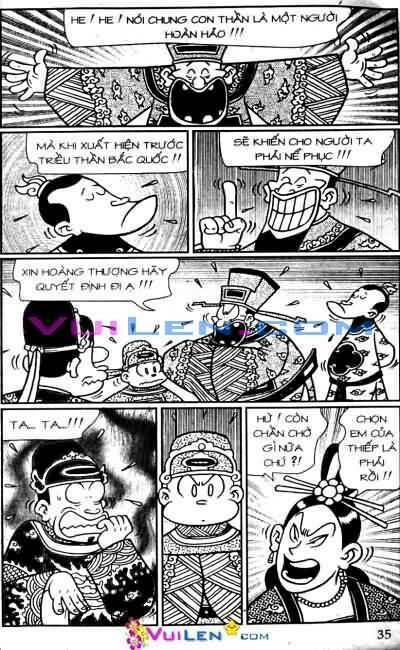 HE! HE! NÓI CHUNG CON THẦN LÀ MỘT NGƯỜI
HOÀN HẢO!!!
MÀ KHI XUẤT HIỆN TRƯỚC
TRIỀU THẦN BẮC QUỐC!!
SẼ KHIẾN CHO NGƯỜI TA
PHẢI NỂ PHỤC!!!
XIN HOÀNG THƯỢNG HÃY
QUYẾT ĐỊNH ĐI Ạ!!!
VUILEN.COM
TA... TA...!!!
HỪ! CÒN
CHẦN CHỜ
GÌ NỮA
CHỨ?!
CHỌN
EM CỦA
THIẾP LÀ
PHẢI
RỒI!!
35
VUILEN.COM